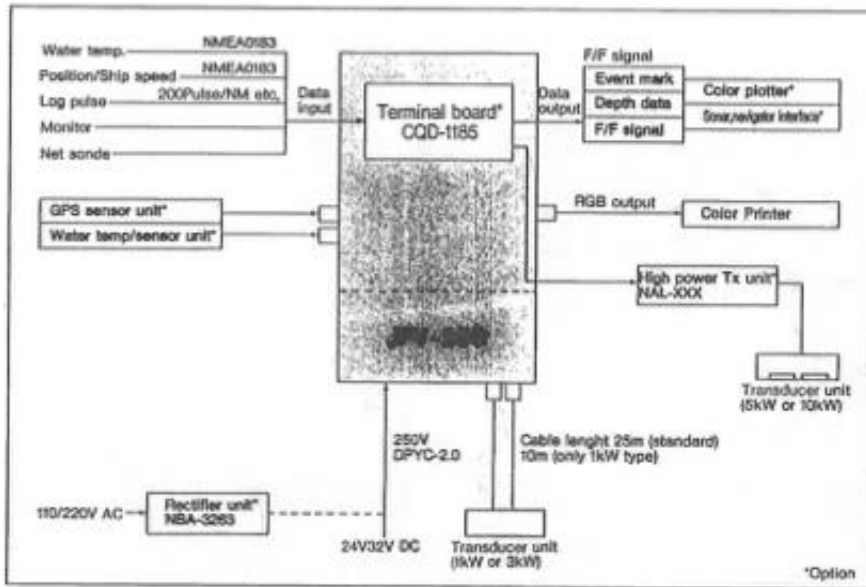 Water temp. NMEA0183
Position/Ship speed NMEA0183
Log pulse 200Pulse/NM etc,
Monitor
Net sonde
Data
input
Terminal board*
CQD-1185
Data
output
F/F signal
Event mark
Depth data
F/F signal
Color plotter*
Sonar,navigator interface*
GPS sensor unit*
Water temp/sensor unit*
RGB output
Color Printer
High power Tx unit*
NAL-XXX
Transducer unit
(5kW or 10kW)
250V
DPYC-2.0
Cable lenght 25m (standard)
10m (only 1kW type)
110/220V AC
Rectifier unit*
NBA-3263
24V32V DC
Transducer unit
(1kW or 3kW)
*Option